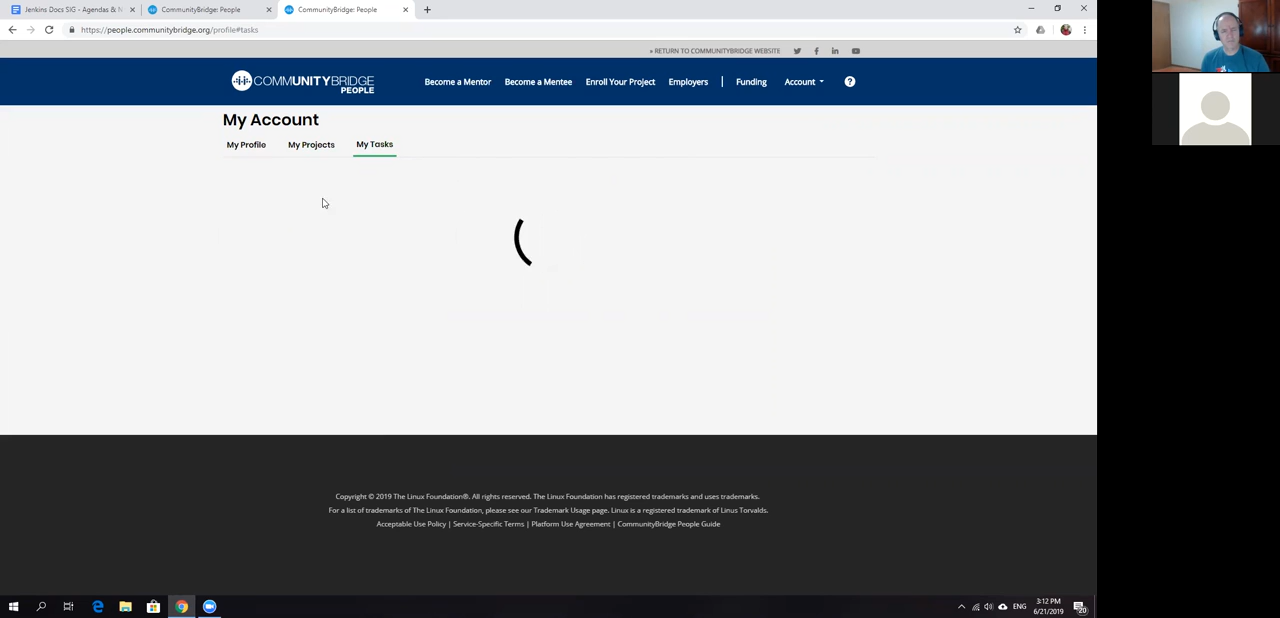 Jenkins Docs SIG - Agendas & N
CommunityBridge: People
CommunityBridge: People
https://people.communitybridge.org/profile#tasks
« RETURN TO COMMUNITYBRIDGE WEBSITE
COMMUNITYBRIDGE
PEOPLE
Become a Mentor
Become a Mentee
Enroll Your Project
Employers
Funding
Account
My Account
My Profile
My Projects
My Tasks
Copyright © 2019 The Linux Foundation®. All rights reserved. The Linux Foundation has registered trademarks and uses trademarks.
For a list of trademarks of The Linux Foundation, please see our Trademark Usage page. Linux is a registered trademark of Linus Torvalds.
Acceptable Use Policy | Service-Specific Terms | Platform Use Agreement | CommunityBridge People Guide
ENG
3:12 PM
6/21/2019
20